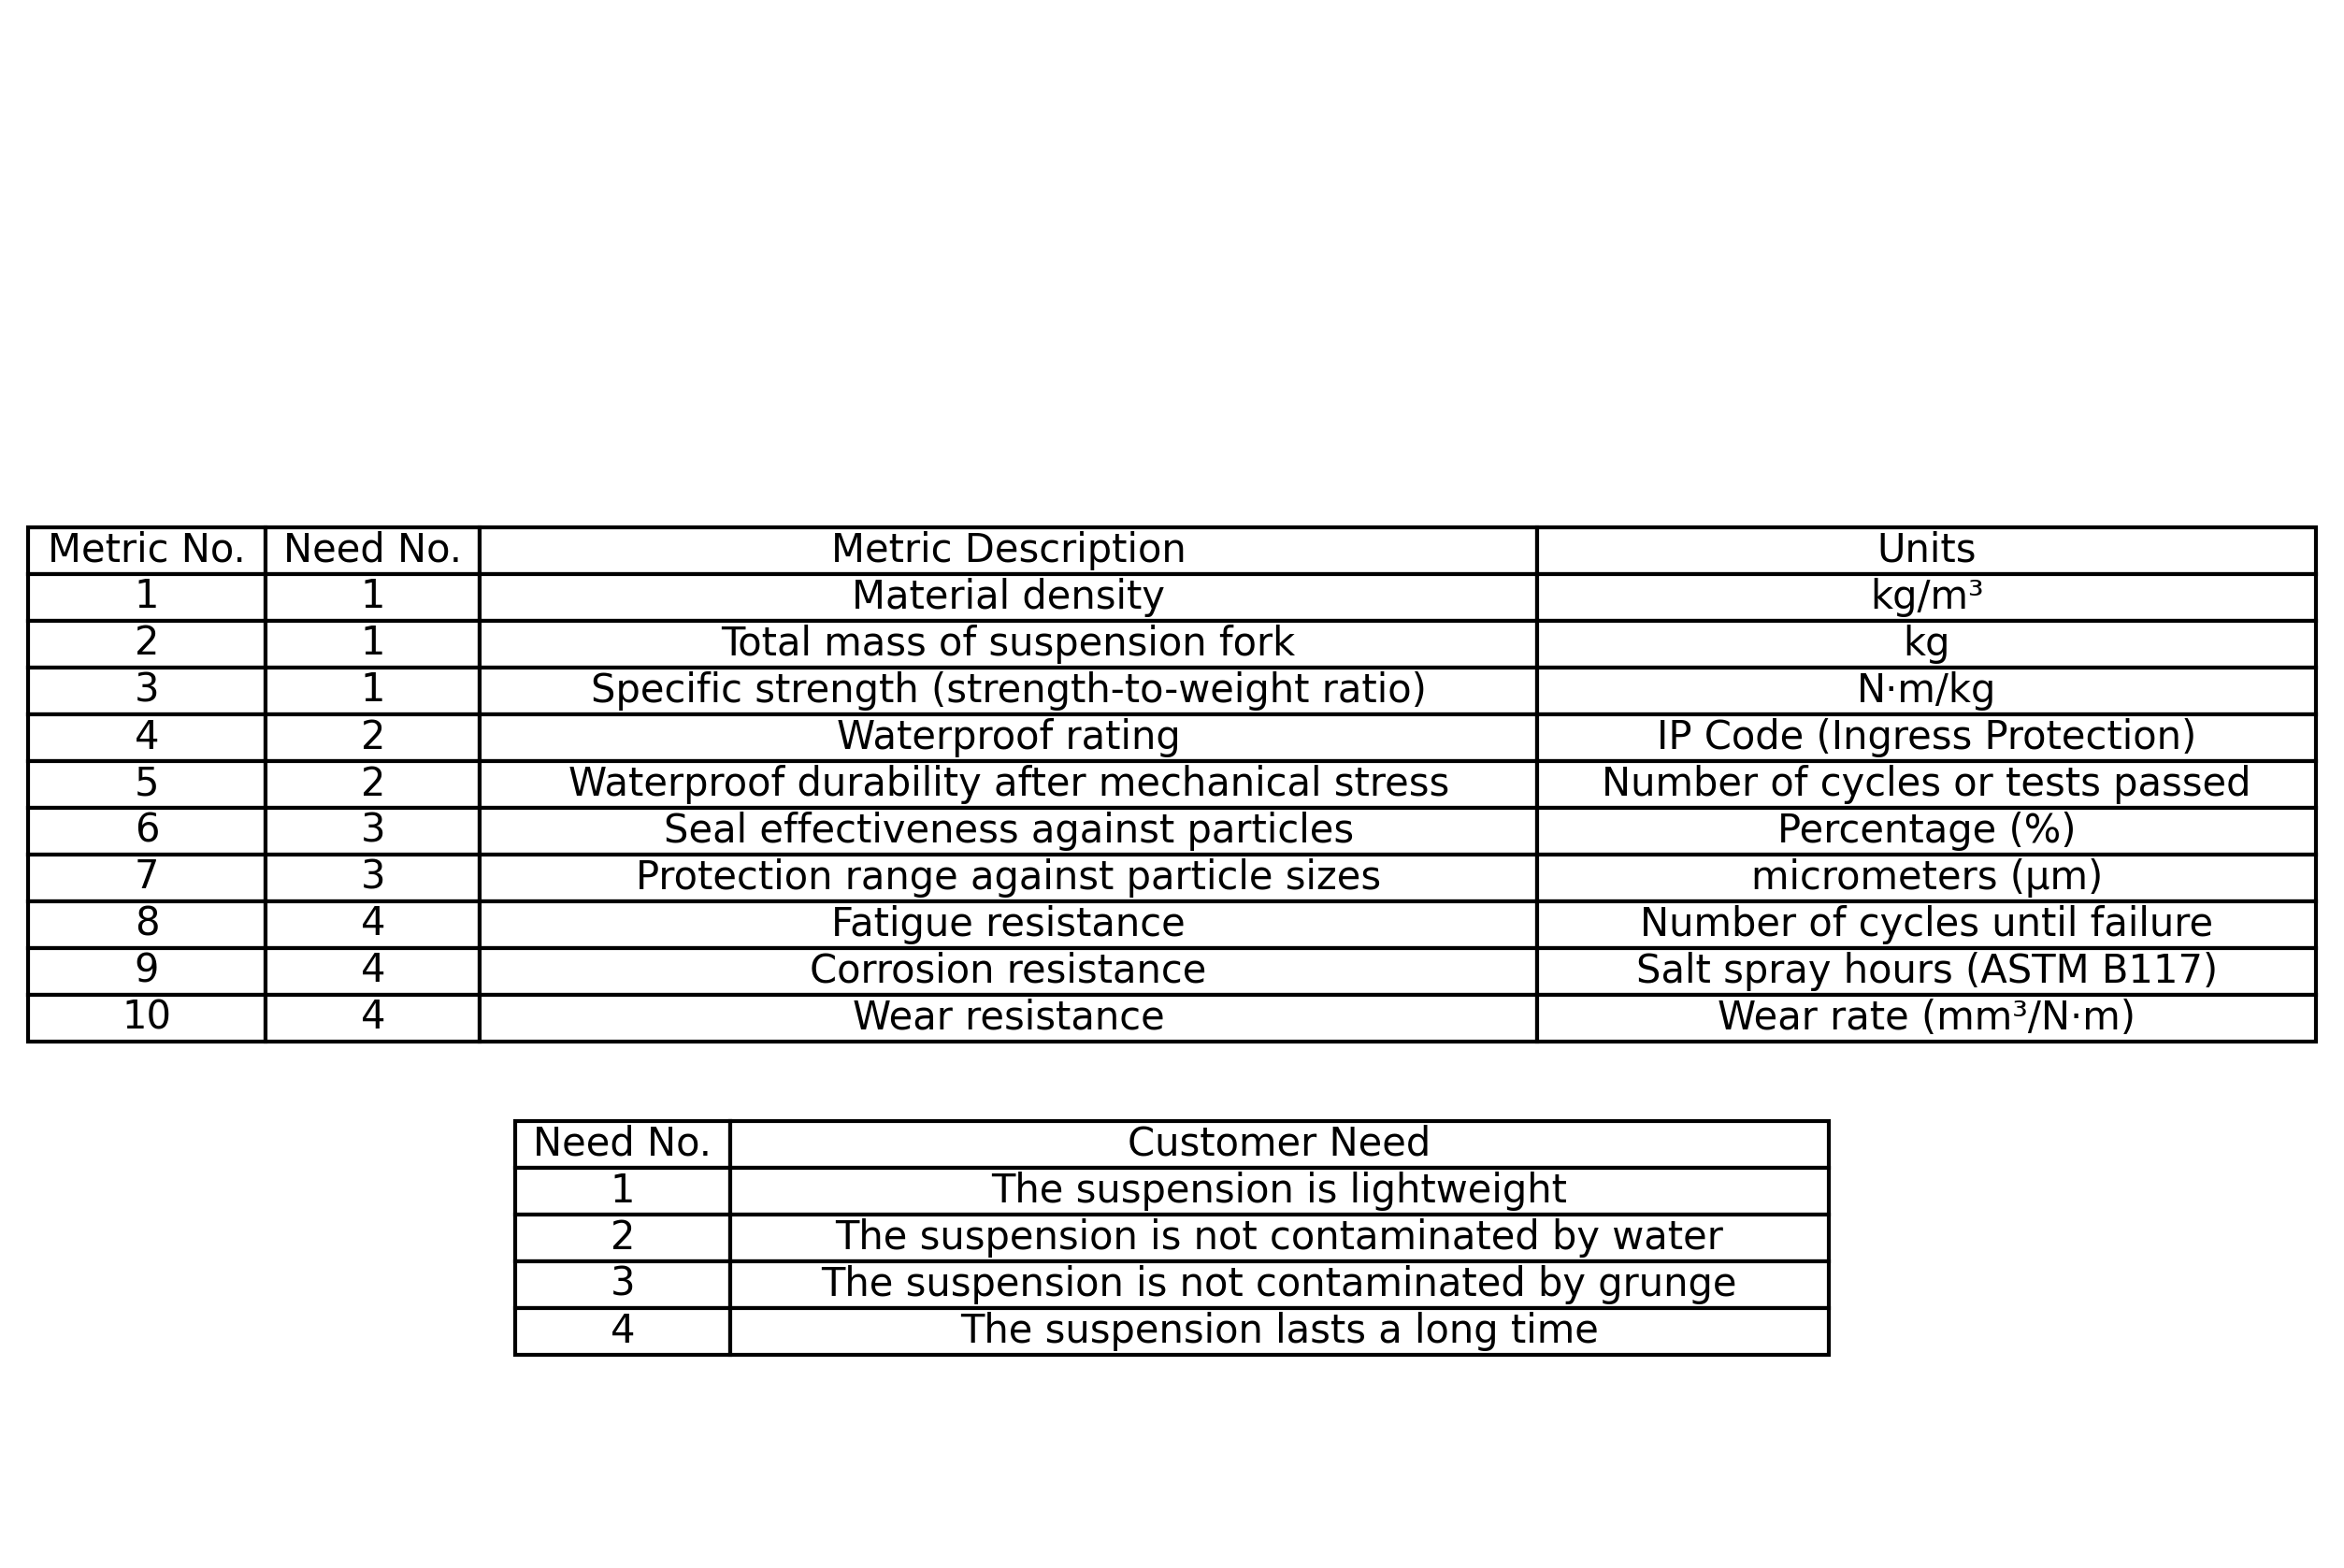 Metric No. Need No. Metric Description Units
1 1 Material density kg/m³
2 1 Total mass of suspension fork kg
3 1 Specific strength (strength-to-weight ratio) N·m/kg
4 2 Waterproof rating IP Code (Ingress Protection)
5 2 Waterproof durability after mechanical stress Number of cycles or tests passed
6 3 Seal effectiveness against particles Percentage (%)
7 3 Protection range against particle sizes micrometers (µm)
8 4 Fatigue resistance Number of cycles until failure
9 4 Corrosion resistance Salt spray hours (ASTM B117)
10 4 Wear resistance Wear rate (mm³/N·m)
Need No. Customer Need
1 The suspension is lightweight
2 The suspension is not contaminated by water
3 The suspension is not contaminated by grunge
4 The suspension lasts a long time